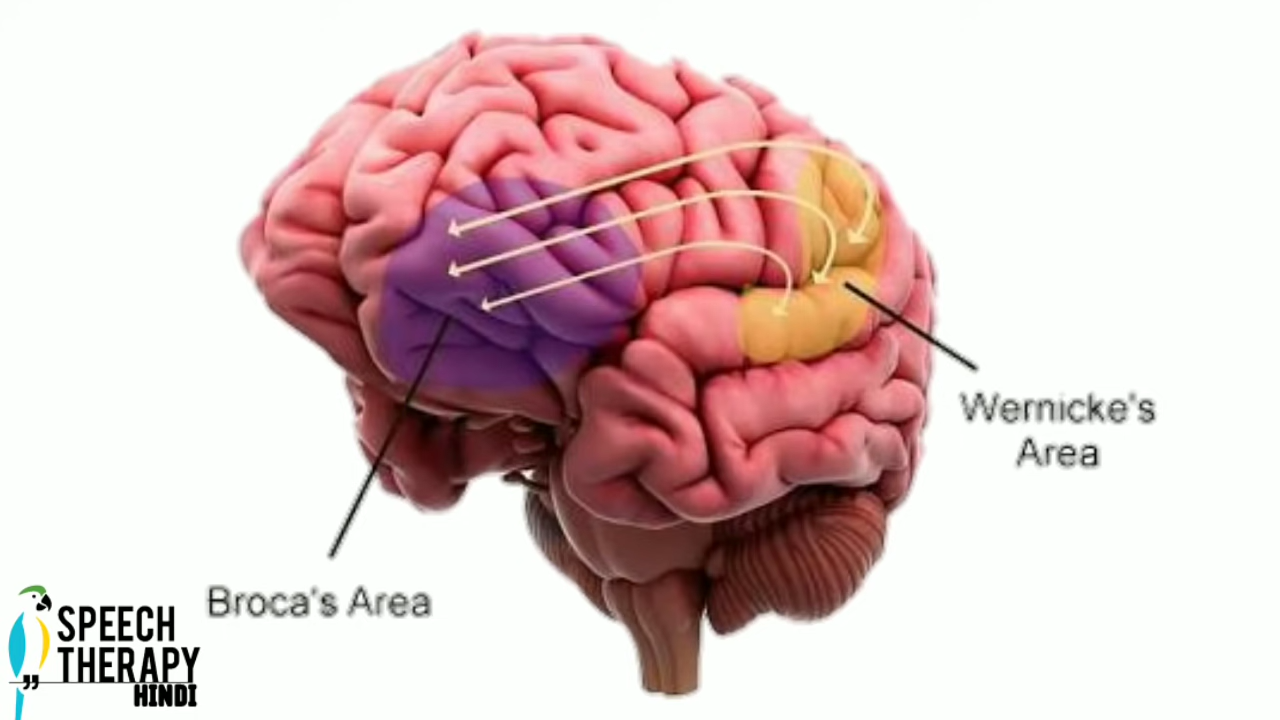 Wernicke's
Area
Broca's Area
SPEECH
THERAPY
HINDI